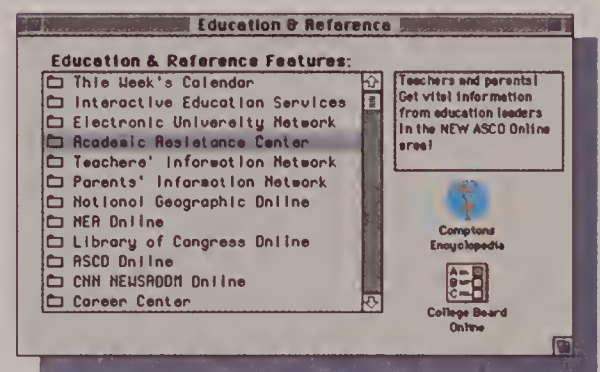 Education & Reference
Education & Reference Features:
This Week's Calendar
Interactive Education Services
Electronic University Network
Academic Assistance Center
Teachers' Information Network
Parents' Information Network
National Geographic Online
NEA Online
Library of Congress Online
ASCD Online
CNN NEWSROOM Online
Career Center
Teachers and parents!
Get vital information
from education leaders
in the NEW ASCD Online
area!
Comptons
Encyclopedia
A
B
C
College Board
Online